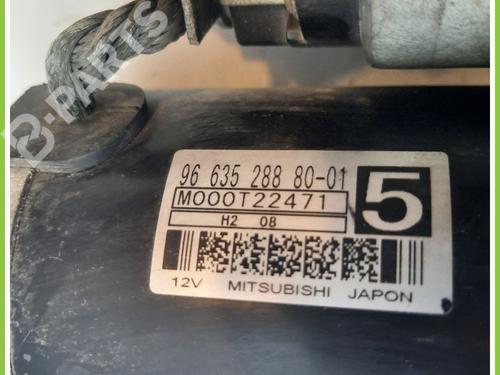 B-PARTS
96 635 288 80-01
M000T22471
5
H2 08
12V MITSUBISHI JAPON